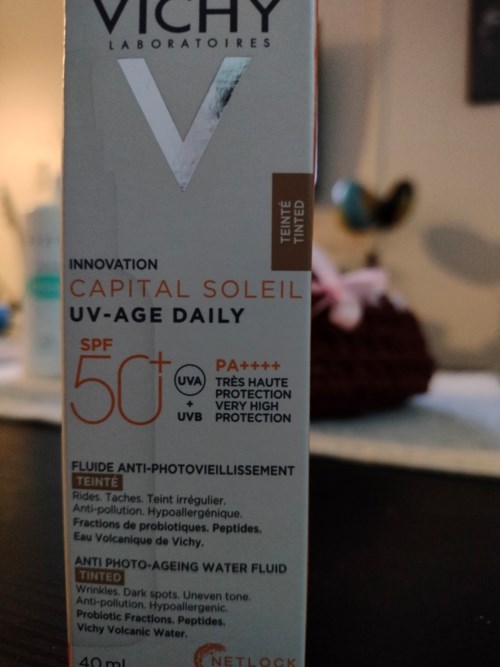 VICHY
LABORATOIRES
TEINTÉ
TINTED
INNOVATION
CAPITAL SOLEIL
UV-AGE DAILY
SPF
50+
UVA
+
UVB
PA++++
TRÈS HAUTE
PROTECTION
VERY HIGH
PROTECTION
FLUIDE ANTI-PHOTOVIEILLISSEMENT
TEINTÉ
Rides. Taches. Teint irrégulier.
Anti-pollution. Hypoallergénique.
Fractions de probiotiques. Peptides.
Eau Volcanique de Vichy.
ANTI PHOTO-AGEING WATER FLUID
TINTED
Wrinkles. Dark spots. Uneven tone.
Anti-pollution. Hypoallergenic.
Probiotic Fractions. Peptides.
Vichy Volcanic Water.
40 ml
NETLOCK